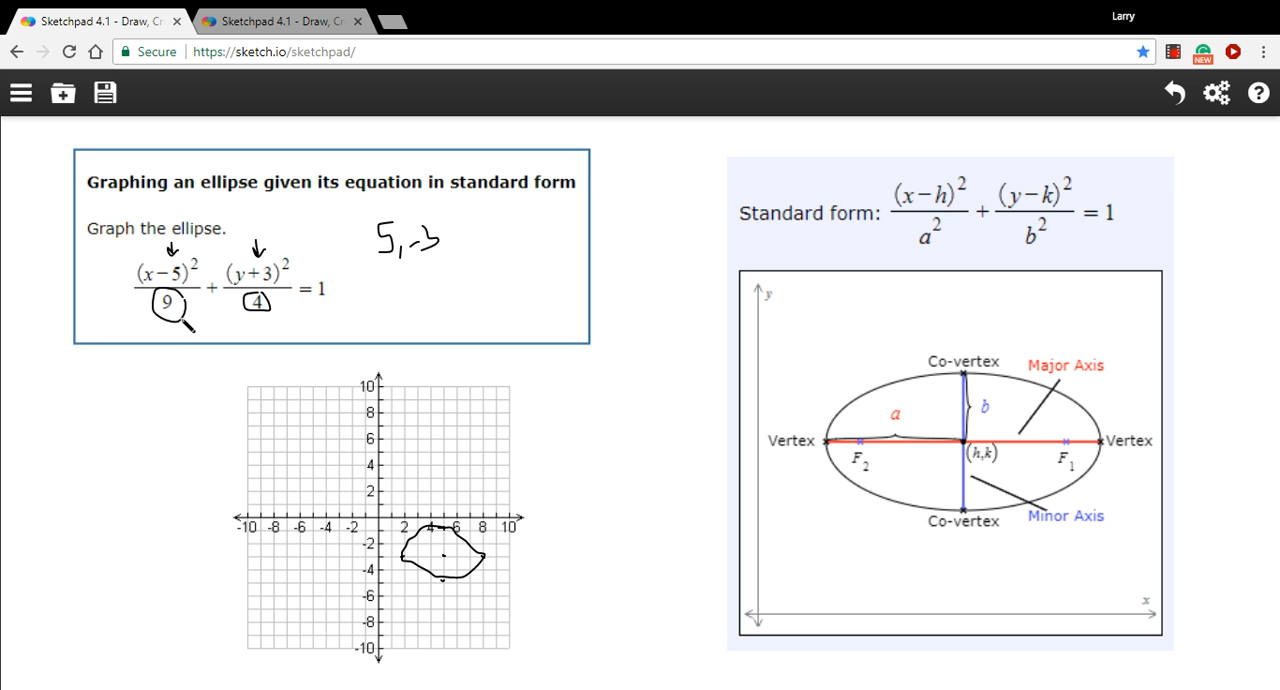 Larry
Sketchpad 4.1 - Draw, Cr
Sketchpad 4.1 - Draw, Cr
Secure
https://sketch.io/sketchpad/
NEW
Graphing an ellipse given its equation in standard form
Graph the ellipse.
(x−5)²/9 + (y+3)²/4 = 1
5, -3
10
8
6
4
2
-10 -8 -6 -4 -2 2 4 6 8 10
-2
-4
-6
-8
-10
Standard form: (x−h)²/a² + (y−k)²/b² = 1
y
Co-vertex
Major Axis
a
b
Vertex
Vertex
F₂
(h,k)
F₁
Co-vertex
Minor Axis
x